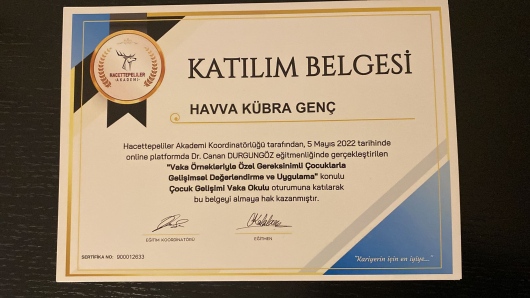 HACETTEPELİLER
-AKADEMİ-
KATILIM BELGESİ
HAVVA KÜBRA GENÇ
Hacettepeliler Akademi Koordinatörlüğü tarafından, 5 Mayıs 2022 tarihinde
online platformda Dr. Canan DURGUNGÖZ eğitmenliğinde gerçekleştirilen
"Vaka Örnekleriyle Özel Gereksinimli Çocuklarla
Gelişimsel Değerlendirme ve Uygulama" konulu
Çocuk Gelişimi Vaka Okulu oturumuna katılarak
bu belgeyi almaya hak kazanmıştır.
EĞİTİM KOORDİNATÖRÜ EĞİTMEN
SERTİFİKA NO: 900012633
"Kariyerin için en iyiye..."